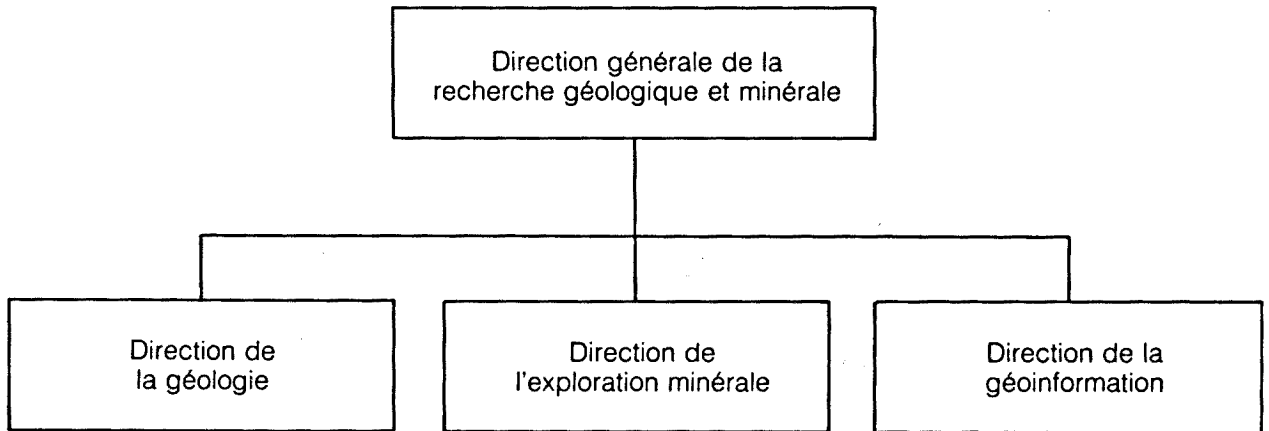 Direction générale de la
recherche géologique et minérale
Direction de
la géologie
Direction de
l'exploration minérale
Direction de la
géoinformation